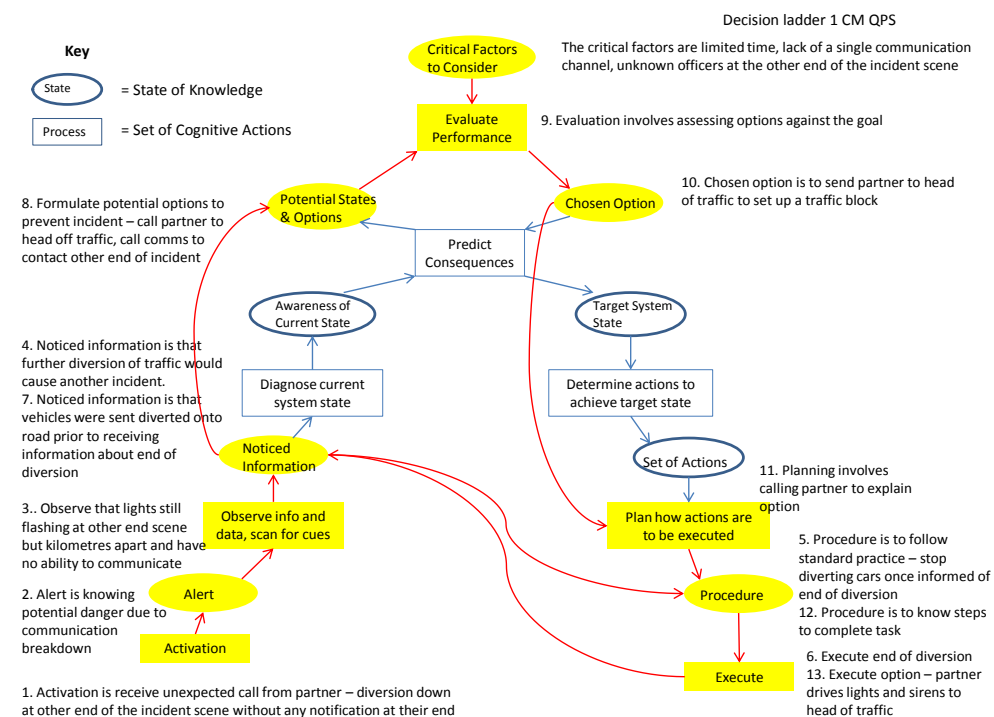 Decision ladder 1 CM QPS
Key
State
= State of Knowledge
Process
= Set of Cognitive Actions
Critical Factors
to Consider
The critical factors are limited time, lack of a single communication
channel, unknown officers at the other end of the incident scene
Evaluate
Performance
9. Evaluation involves assessing options against the goal
8. Formulate potential options to
prevent incident – call partner to
head off traffic, call comms to
contact other end of incident
Potential States
& Options
Chosen Option
10. Chosen option is to send partner to head
of traffic to set up a traffic block
Predict
Consequences
Awareness of
Current State
Target System
State
4. Noticed information is that
further diversion of traffic would
cause another incident.
7. Noticed information is that
vehicles were sent diverted onto
road prior to receiving
information about end of
diversion
Diagnose current
system state
Determine actions to
achieve target state
Noticed
Information
Set of Actions
11. Planning involves
calling partner to explain
option
3.. Observe that lights still
flashing at other end scene
but kilometres apart and have
no ability to communicate
Observe info and
data, scan for cues
Plan how actions are
to be executed
5. Procedure is to follow
standard practice – stop
diverting cars once informed of
end of diversion
12. Procedure is to know steps
to complete task
2. Alert is knowing
potential danger due to
communication
breakdown
Alert
Procedure
Activation
Execute
6. Execute end of diversion
13. Execute option – partner
drives lights and sirens to
head of traffic
1. Activation is receive unexpected call from partner – diversion down
at other end of the incident scene without any notification at their end